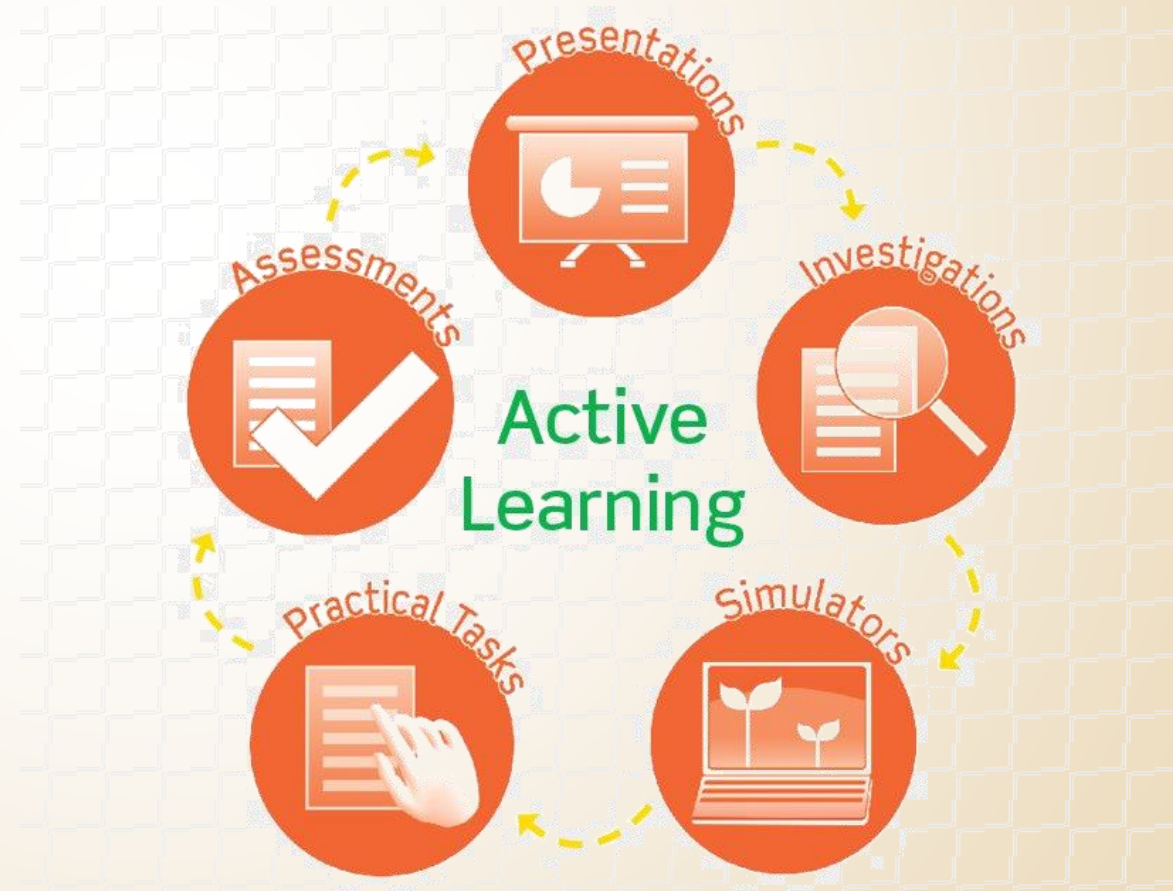 Presentations
Investigations
Assessments
Active
Learning
Simulators
Practical Tasks